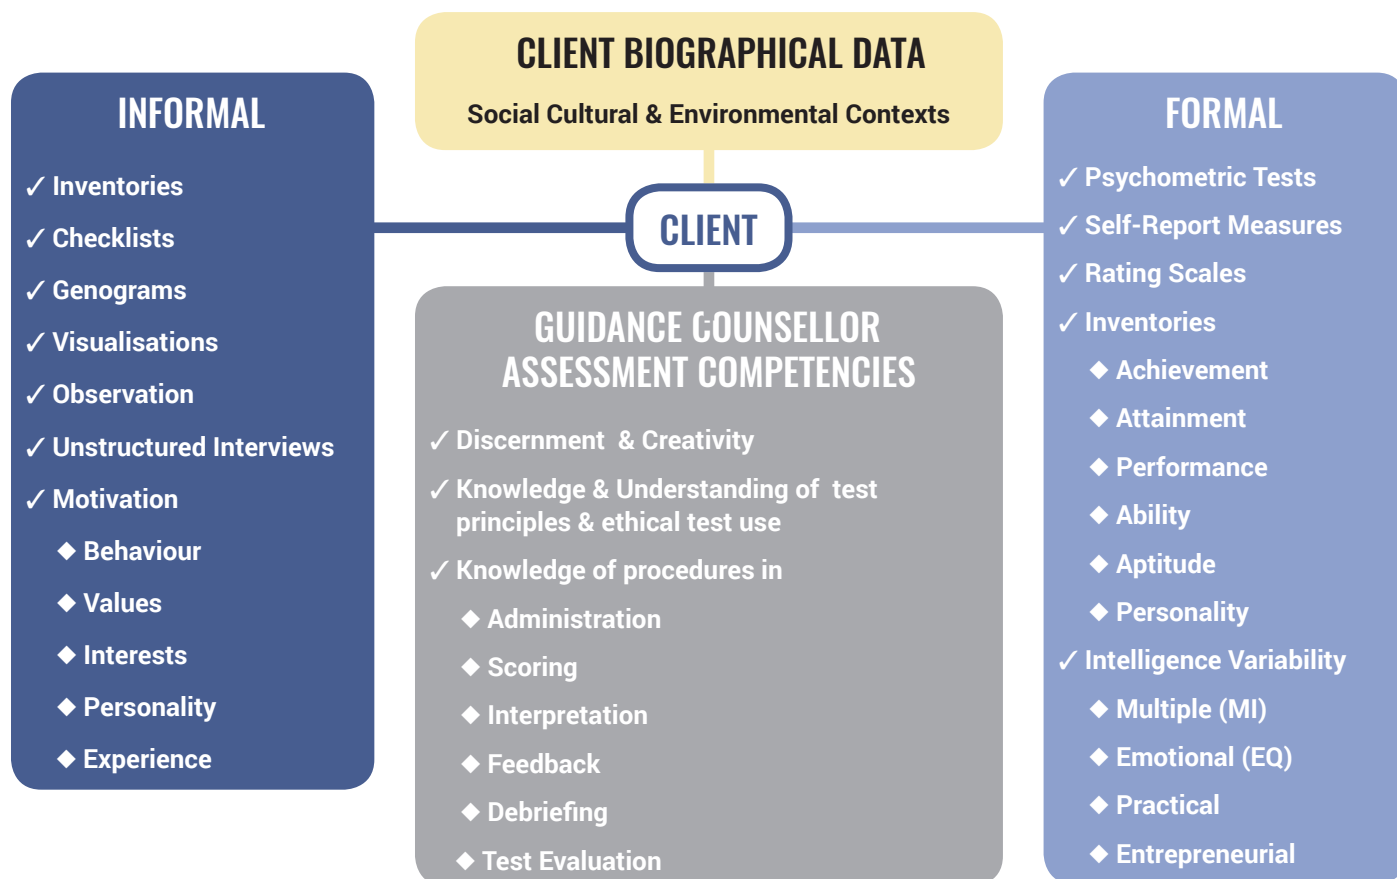 CLIENT BIOGRAPHICAL DATA
Social Cultural & Environmental Contexts
INFORMAL
✓ Inventories
✓ Checklists
✓ Genograms
✓ Visualisations
✓ Observation
✓ Unstructured Interviews
✓ Motivation
◆ Behaviour
◆ Values
◆ Interests
◆ Personality
◆ Experience
CLIENT
GUIDANCE COUNSELLOR
ASSESSMENT COMPETENCIES
✓ Discernment & Creativity
✓ Knowledge & Understanding of test
principles & ethical test use
✓ Knowledge of procedures in
◆ Administration
◆ Scoring
◆ Interpretation
◆ Feedback
◆ Debriefing
◆ Test Evaluation
FORMAL
✓ Psychometric Tests
✓ Self-Report Measures
✓ Rating Scales
✓ Inventories
◆ Achievement
◆ Attainment
◆ Performance
◆ Ability
◆ Aptitude
◆ Personality
✓ Intelligence Variability
◆ Multiple (MI)
◆ Emotional (EQ)
◆ Practical
◆ Entrepreneurial